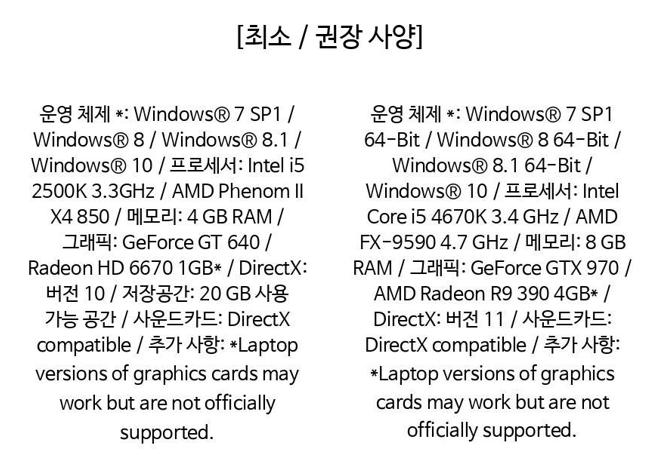 [최소 / 권장 사양]
운영 체제 *: Windows® 7 SP1 /
Windows® 8 / Windows® 8.1 /
Windows® 10 / 프로세서: Intel i5
2500K 3.3GHz / AMD Phenom II
X4 850 / 메모리: 4 GB RAM /
그래픽: GeForce GT 640 /
Radeon HD 6670 1GB* / DirectX:
버전 10 / 저장공간: 20 GB 사용
가능 공간 / 사운드카드: DirectX
compatible / 추가 사항: *Laptop
versions of graphics cards may
work but are not officially
supported.
운영 체제 *: Windows® 7 SP1
64-Bit / Windows® 8 64-Bit /
Windows® 8.1 64-Bit /
Windows® 10 / 프로세서: Intel
Core i5 4670K 3.4 GHz / AMD
FX-9590 4.7 GHz / 메모리: 8 GB
RAM / 그래픽: GeForce GTX 970 /
AMD Radeon R9 390 4GB* /
DirectX: 버전 11 / 사운드카드:
DirectX compatible / 추가 사항:
*Laptop versions of graphics
cards may work but are not
officially supported.